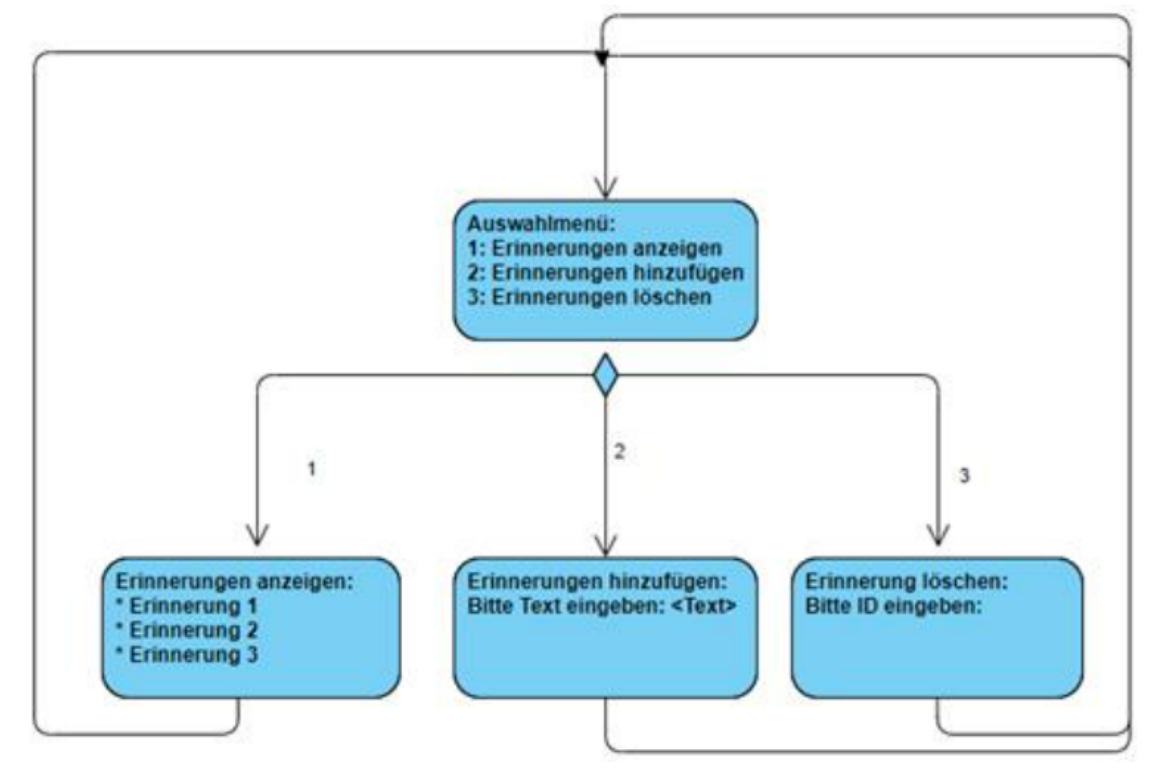 Auswahlmenü:
1: Erinnerungen anzeigen
2: Erinnerungen hinzufügen
3: Erinnerungen löschen
1
2
3
Erinnerungen anzeigen:
* Erinnerung 1
* Erinnerung 2
* Erinnerung 3
Erinnerungen hinzufügen:
Bitte Text eingeben: <Text>
Erinnerung löschen:
Bitte ID eingeben: